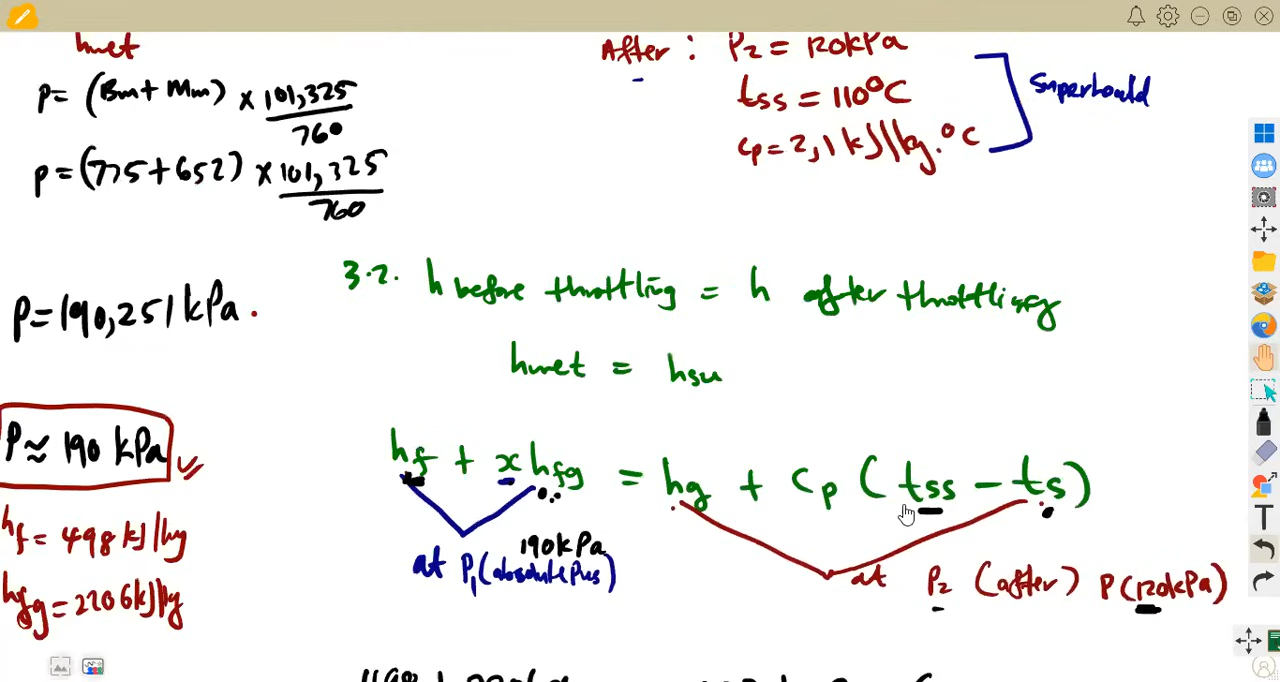 hwet
P = (Bm + Mm) × 101,325
760
P = (775 + 652) × 101,325
760
P = 190,251 kPa.
P ≈ 190 kPa
hf = 498 kJ/kg
hfg = 2206 kJ/kg
After : P2 = 120kPa
tss = 110°C
cp = 2,1 kJ/kg.°C
3.2. h before throttling = h after throttling
hwet = hsu
hf + x hfg = hg + Cp (tss - ts)
190kPa
at P1 (absolute Pres)
at P2 (after) P(120kPa)
T